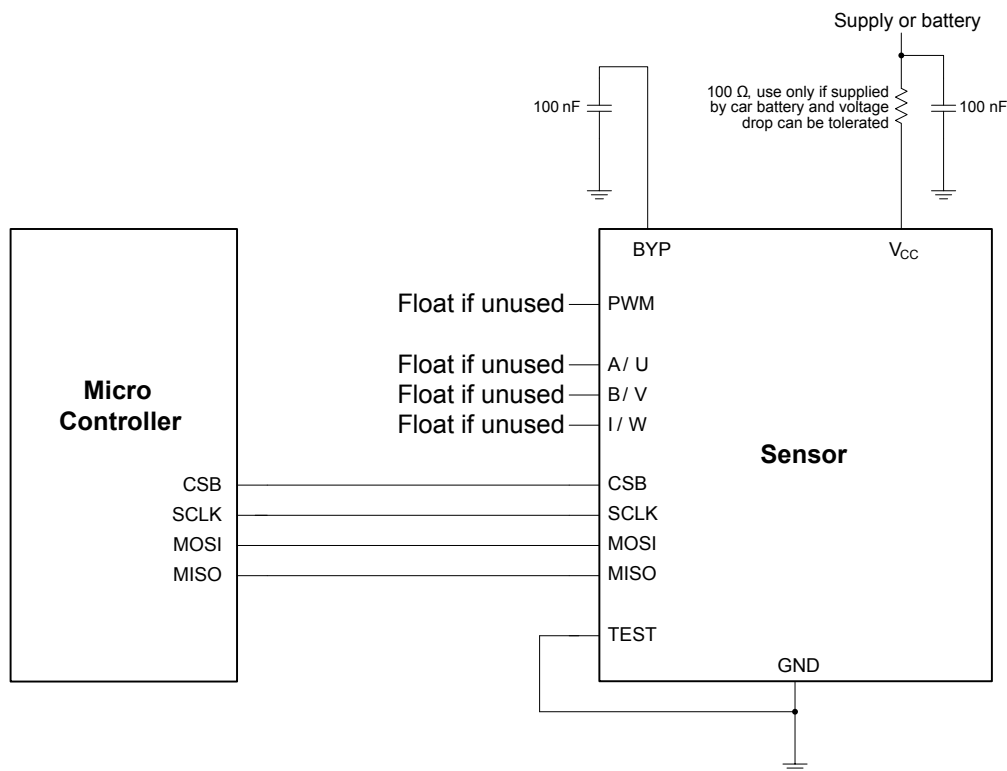 Supply or battery
100 nF
100 Ω, use only if supplied
by car battery and voltage
drop can be tolerated
100 nF
BYP
VCC
Float if unused
PWM
Float if unused
A / U
Float if unused
B / V
Float if unused
I / W
Micro
Controller
Sensor
CSB
CSB
SCLK
SCLK
MOSI
MOSI
MISO
MISO
TEST
GND